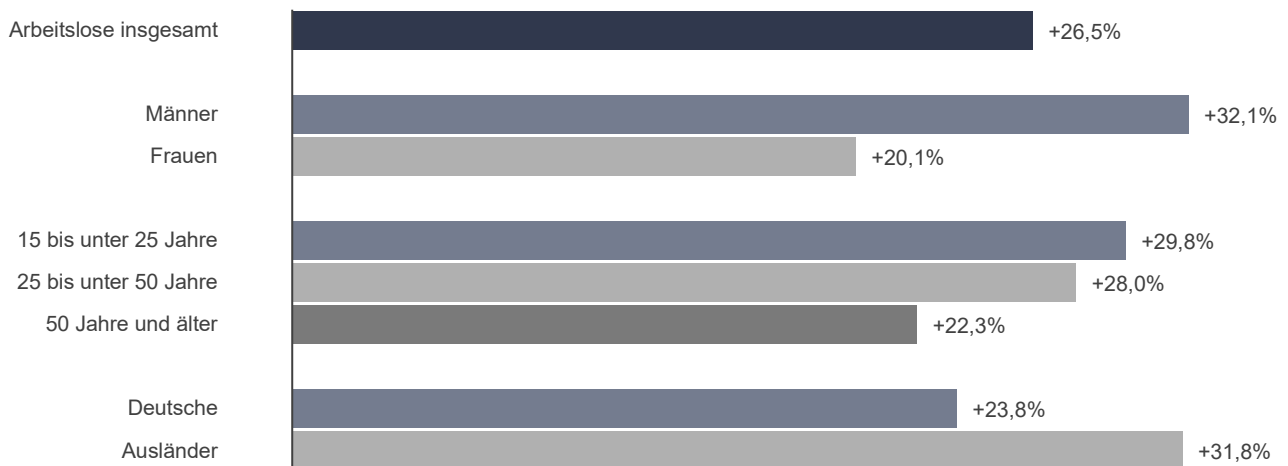 Arbeitslose insgesamt +26,5%
Männer +32,1%
Frauen +20,1%
15 bis unter 25 Jahre +29,8%
25 bis unter 50 Jahre +28,0%
50 Jahre und älter +22,3%
Deutsche +23,8%
Ausländer +31,8%